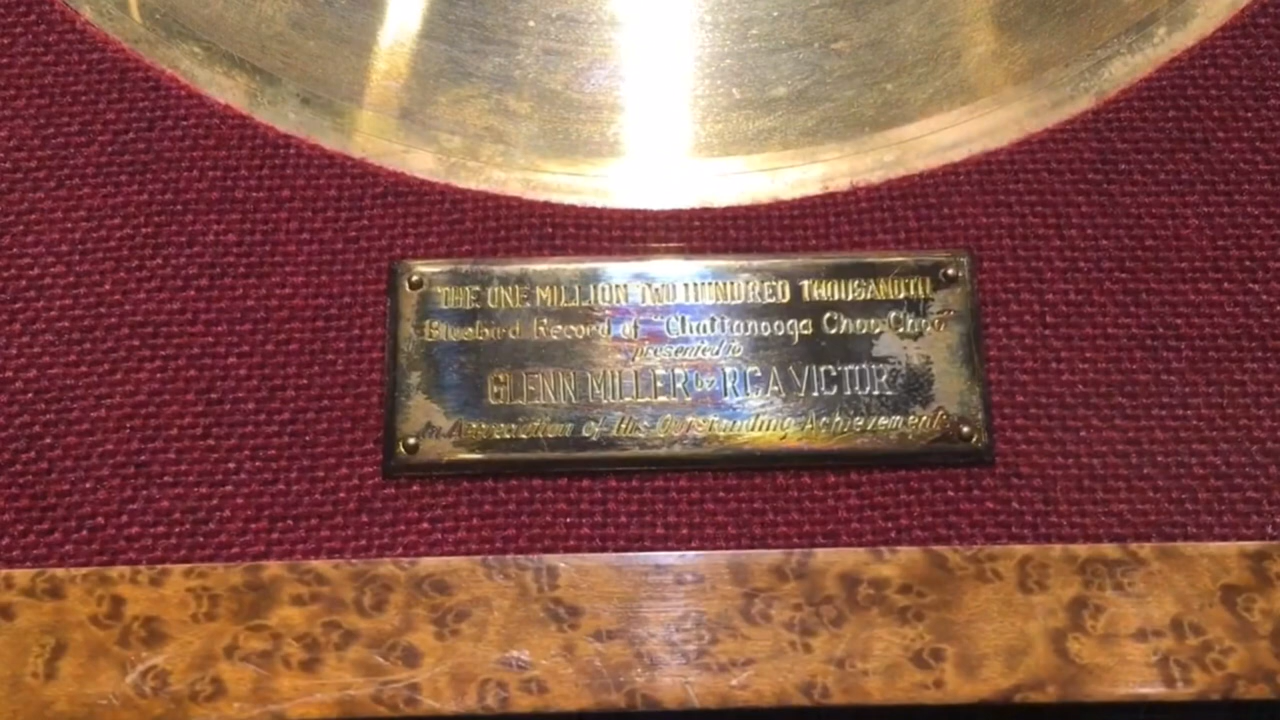 THE ONE MILLION TWO HUNDRED THOUSANDTH
Bluebird Record of "Chattanooga Choo Choo"
presented to
GLENN MILLER by RCA VICTOR
In Appreciation of His Outstanding Achievement